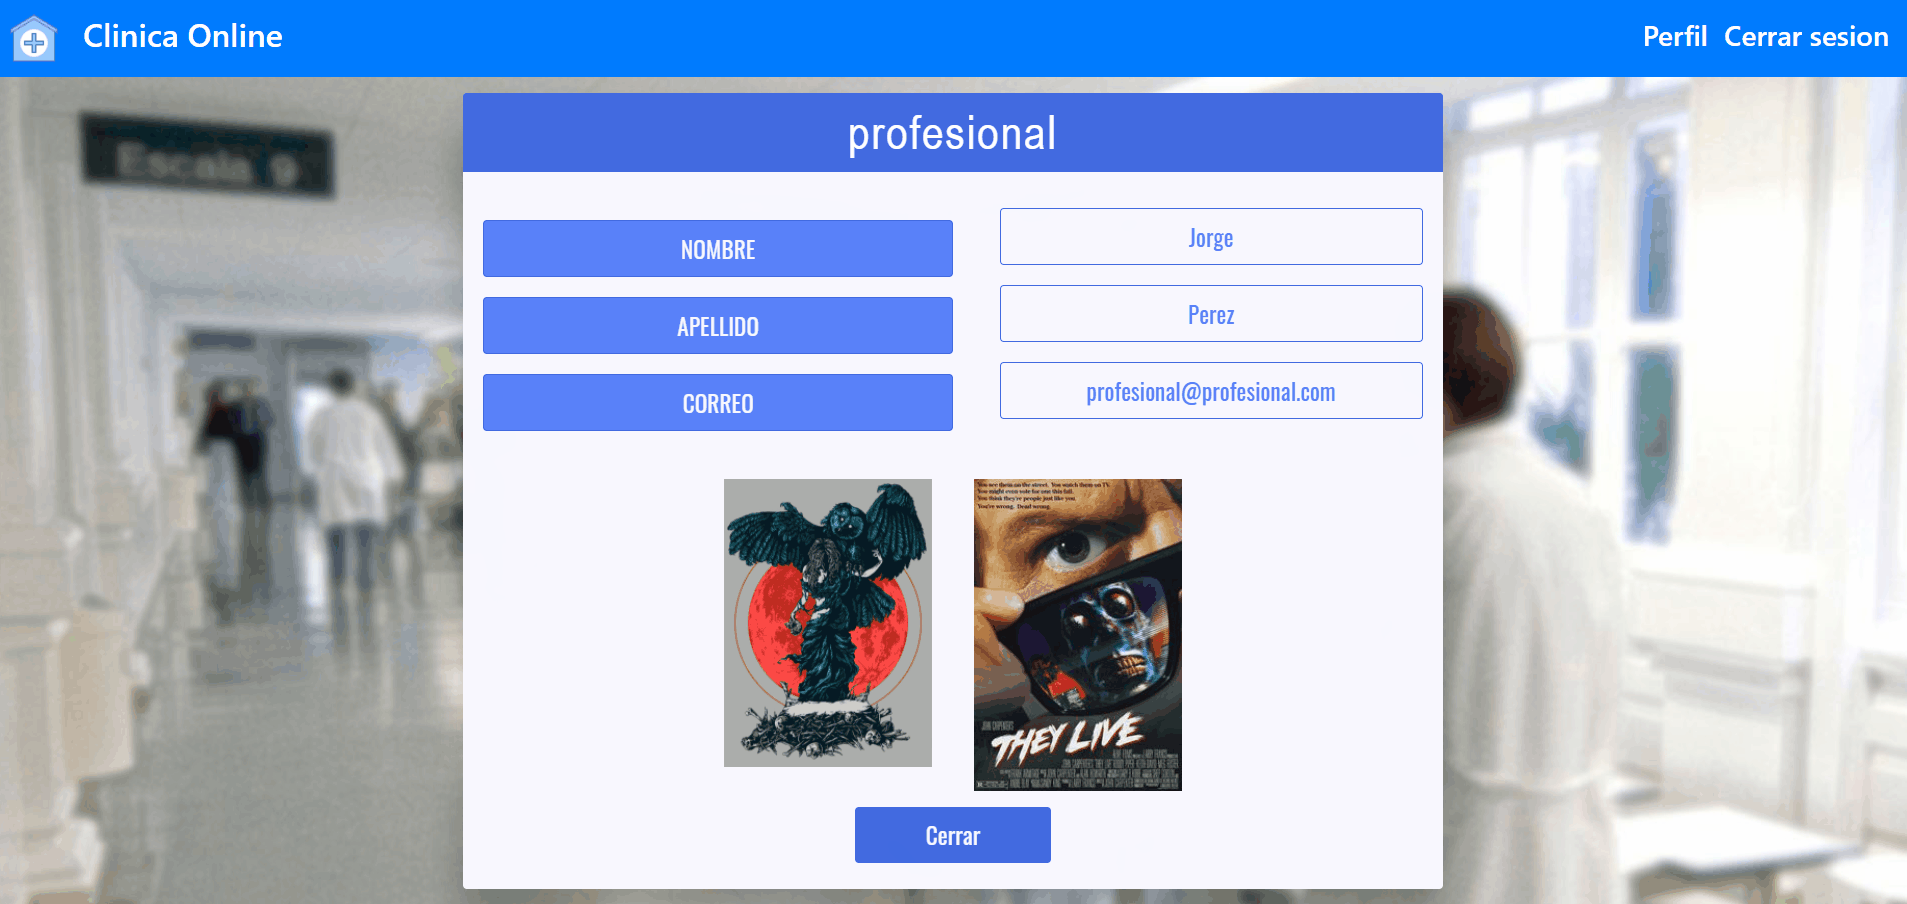 Clinica Online
Perfil Cerrar sesion
Escala 9
profesional
NOMBRE
Jorge
APELLIDO
Perez
CORREO
profesional@profesional.com
You see them on the street. You watch them on TV.
You might even vote for one this fall.
You think they're people just like you.
You're wrong. Dead wrong.
JOHN CARPENTER'S
THEY LIVE
Cerrar